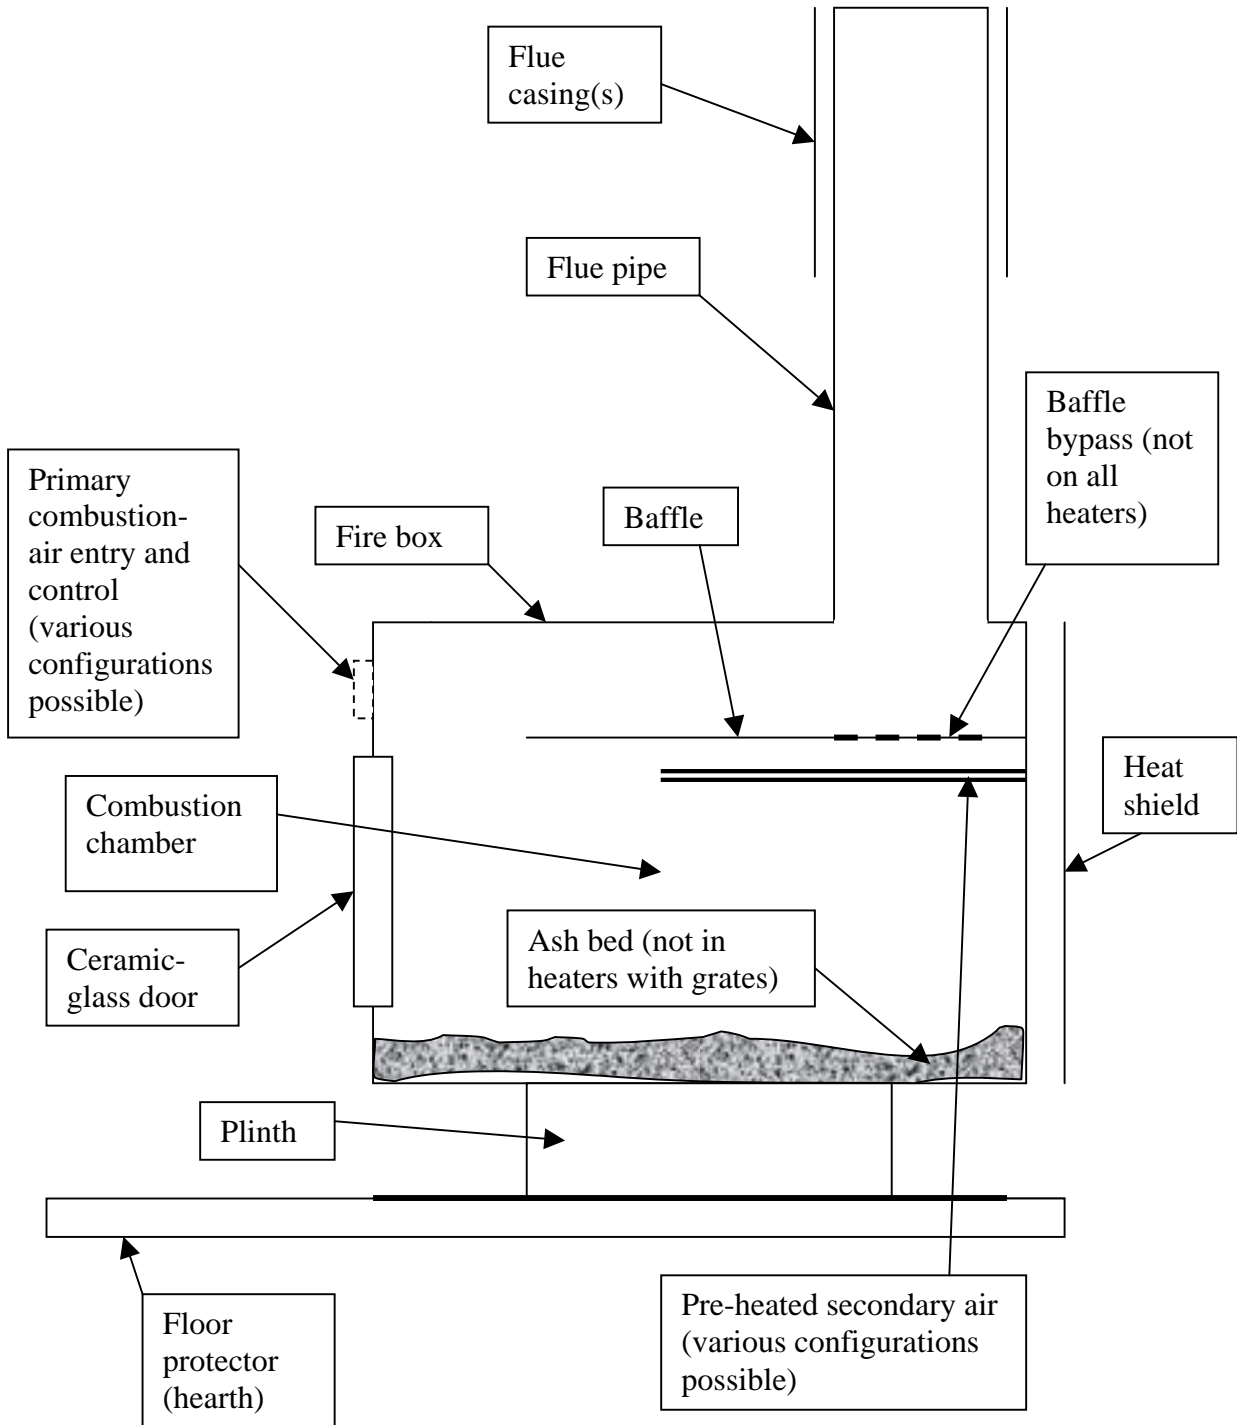 Flue
casing(s)
Flue pipe
Baffle
bypass (not
on all
heaters)
Primary
combustion-
air entry and
control
(various
configurations
possible)
Fire box
Baffle
Heat
shield
Combustion
chamber
Ash bed (not in
heaters with grates)
Ceramic-
glass door
Plinth
Pre-heated secondary air
(various configurations
possible)
Floor
protector
(hearth)